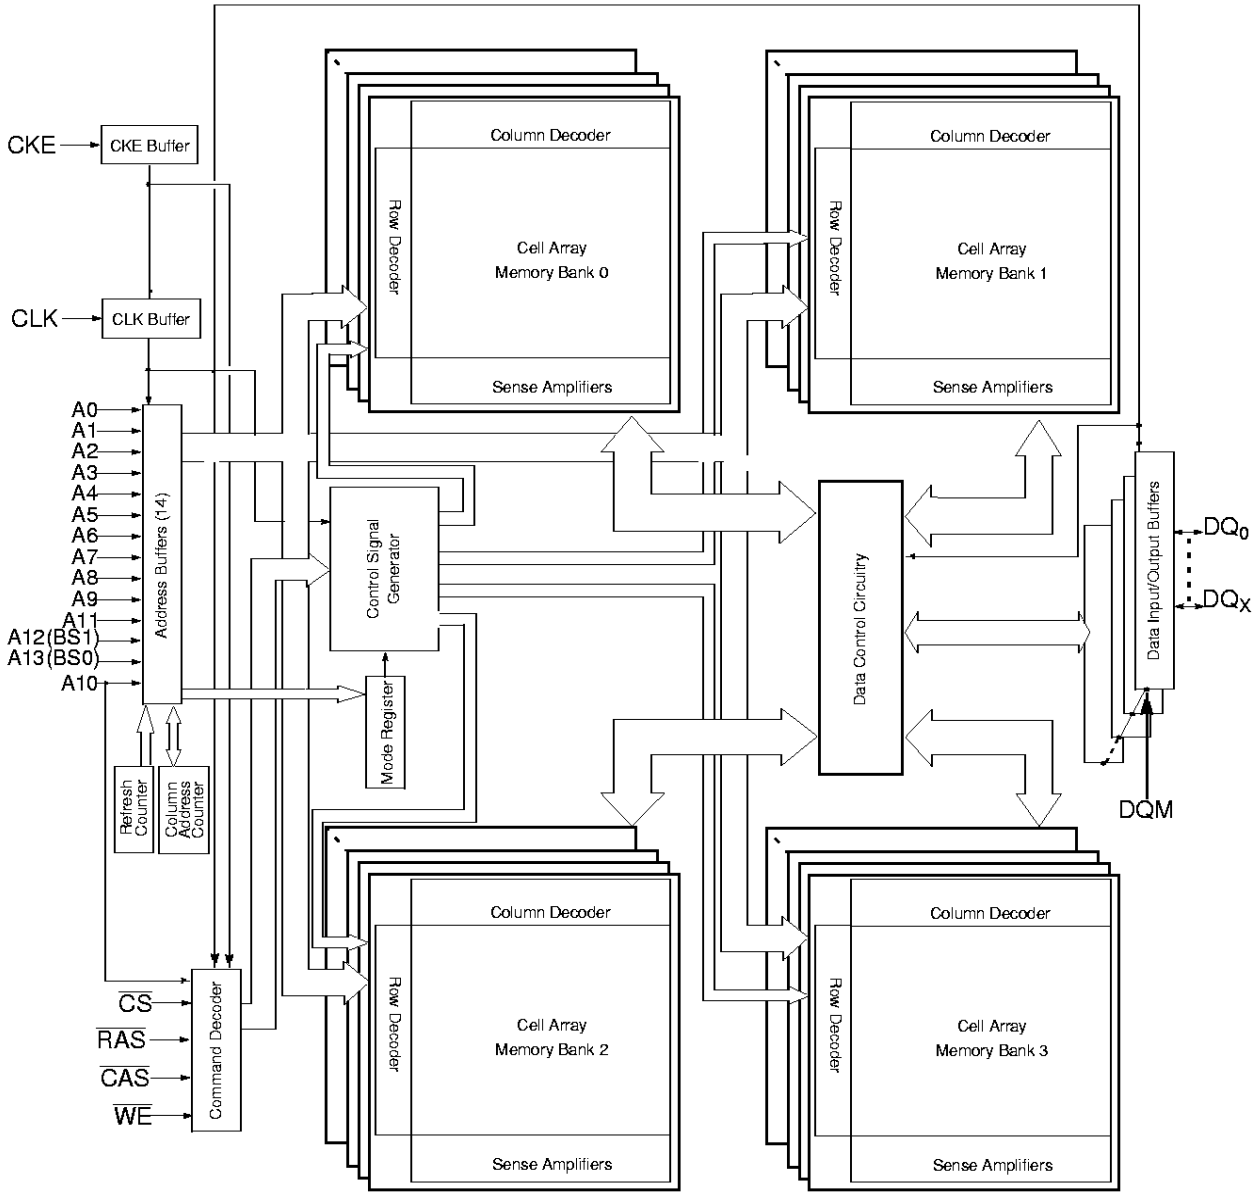 Column Decoder
Row Decoder
Cell Array
Memory Bank 0
Sense Amplifiers
Column Decoder
Row Decoder
Cell Array
Memory Bank 1
Sense Amplifiers
CKE
CKE Buffer
CLK
CLK Buffer
A0
A1
A2
A3
A4
A5
A6
A7
A8
A9
A11
A12(BS1)
A13(BS0)
A10
Address Buffers (14)
Refresh
Counter
Column
Address
Counter
Control Signal
Generator
Mode Register
Data Control Circuitry
Data Input/Output Buffers
DQ0
DQX
DQM
CS
RAS
CAS
WE
Command Decoder
Column Decoder
Row Decoder
Cell Array
Memory Bank 2
Sense Amplifiers
Column Decoder
Row Decoder
Cell Array
Memory Bank 3
Sense Amplifiers